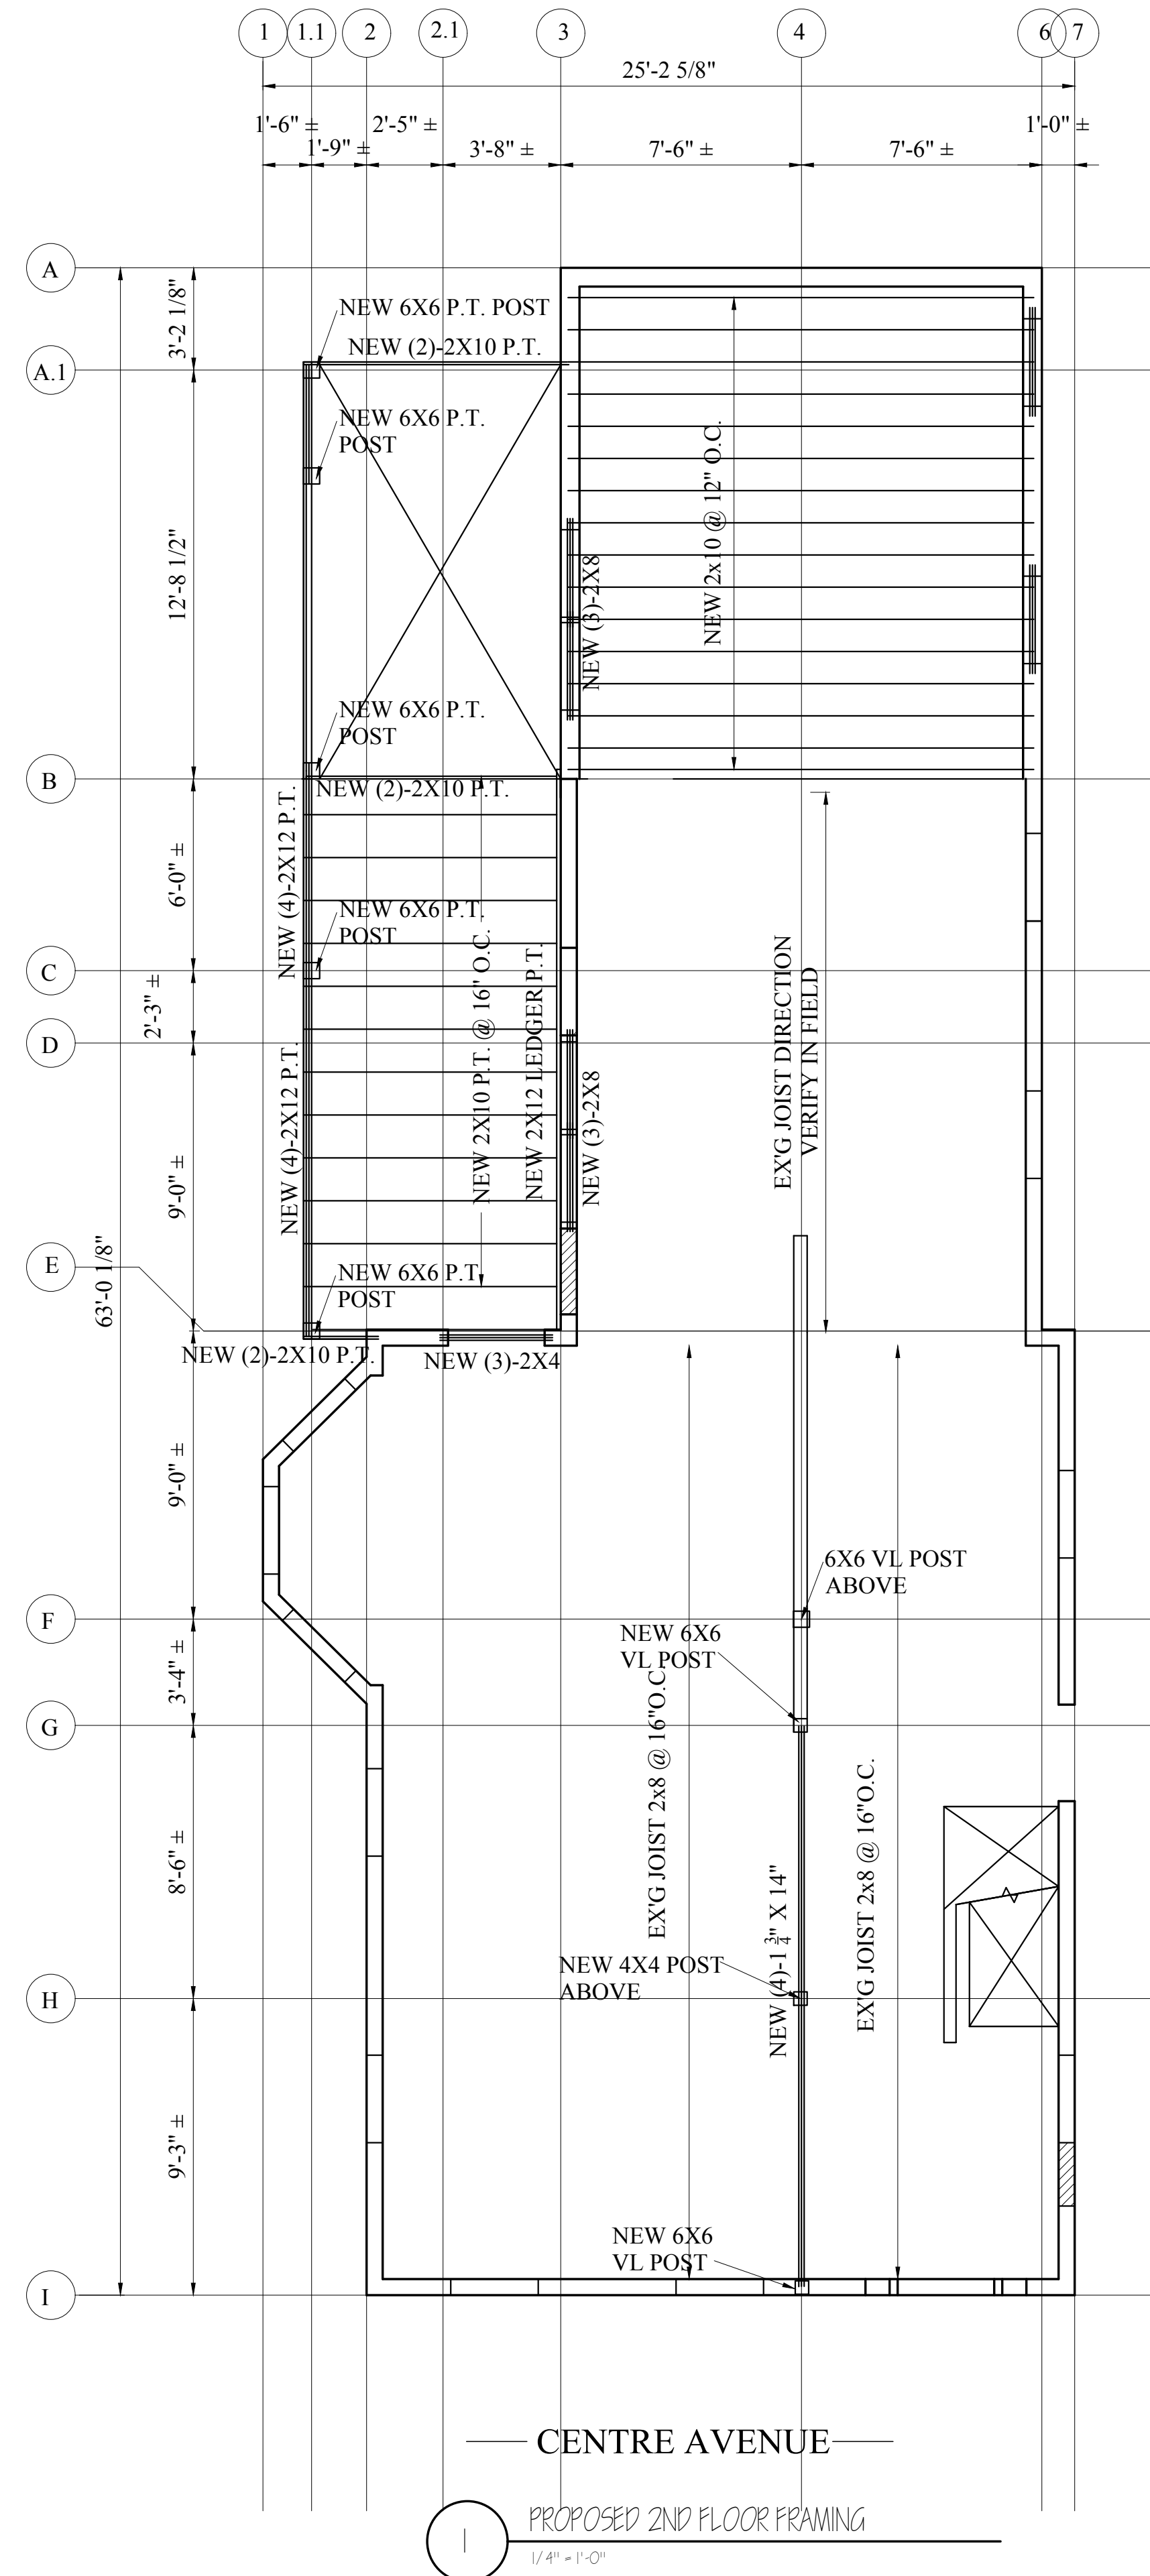 1
1.1
2
2.1
3
4
6
7
25'-2 5/8"
1'-6" ±
1'-9" ±
2'-5" ±
3'-8" ±
7'-6" ±
7'-6" ±
1'-0" ±
A
3'-2 1/8"
NEW 6X6 P.T. POST
NEW (2)-2X10 P.T.
A.1
NEW 6X6 P.T.
POST
12'-8 1/2"
NEW 2x10 @ 12" O.C.
NEW (3)-2X8
NEW 6X6 P.T.
POST
B
NEW (2)-2X10 P.T.
NEW (4)-2X12 P.T.
6'-0" ±
NEW 6X6 P.T.
POST
C
2'-3" ±
D
NEW 2X10 P.T. @ 16" O.C.
NEW 2X12 LEDGER P.T.
EX'G JOIST DIRECTION
VERIFY IN FIELD
NEW (4)-2X12 P.T.
NEW (3)-2X8
9'-0" ±
63'-0 1/8"
E
NEW 6X6 P.T.
POST
NEW (2)-2X10 P.T.
NEW (3)-2X4
9'-0" ±
6X6 VL POST
ABOVE
F
NEW 6X6
VL POST
3'-4" ±
G
EX'G JOIST 2x8 @ 16"O.C.
EX'G JOIST 2x8 @ 16"O.C.
8'-6" ±
NEW (4)-1 3/4" X 14"
NEW 4X4 POST
ABOVE
H
9'-3" ±
NEW 6X6
VL POST
I
CENTRE AVENUE
1
PROPOSED 2ND FLOOR FRAMING
1/4" = 1'-0"